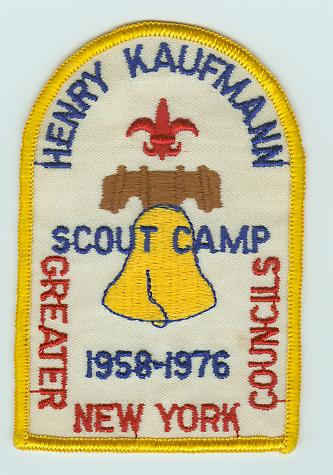 HENRY KAUFMANN
SCOUT CAMP
1958-1976
GREATER
NEW YORK
COUNCILS